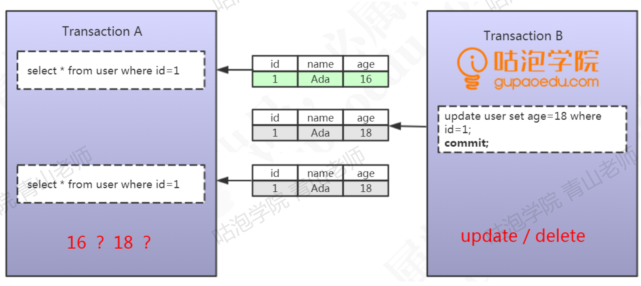 Transaction A
select * from user where id=1
id name age
1 Ada 16
Transaction B
咕泡学院
gupaoedu.com
id name age
1 Ada 18
update user set age=18 where
id=1;
commit;
select * from user where id=1
id name age
1 Ada 18
16 ? 18 ?
update / delete
咕泡学院 青山老师